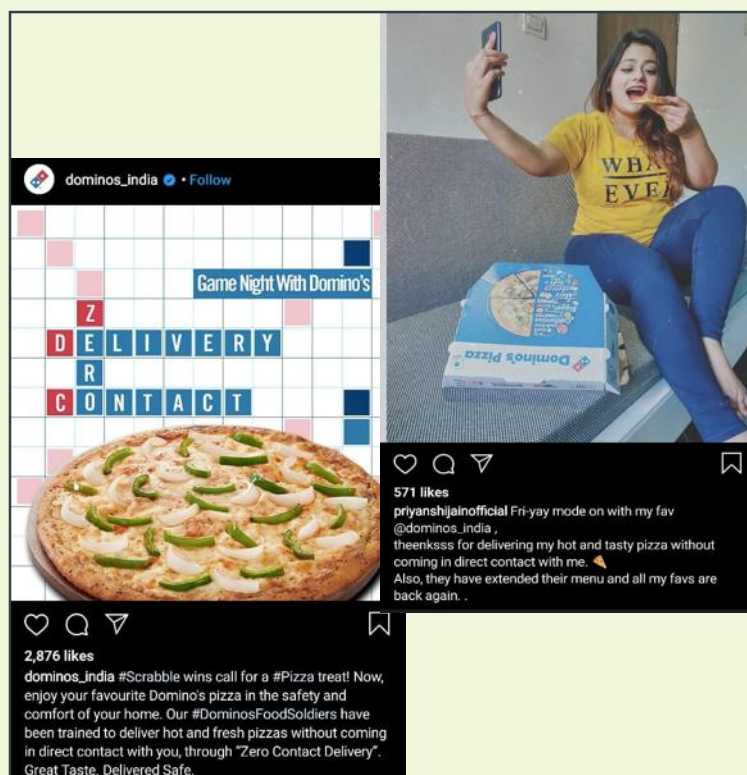 dominos_india • Follow
Game Night With Domino's
ZERO
DELIVERY
CONTACT
2,876 likes
dominos_india #Scrabble wins call for a #Pizza treat! Now,
enjoy your favourite Domino's pizza in the safety and
comfort of your home. Our #DominosFoodSoldiers have
been trained to deliver hot and fresh pizzas without coming
in direct contact with you, through "Zero Contact Delivery".
Great Taste. Delivered Safe.
WHAT
EVER
Domino's Pizza
571 likes
priyanshijainofficial Fri-yay mode on with my fav
@dominos_india ,
theenksss for delivering my hot and tasty pizza without
coming in direct contact with me. 🍕
Also, they have extended their menu and all my favs are
back again. .